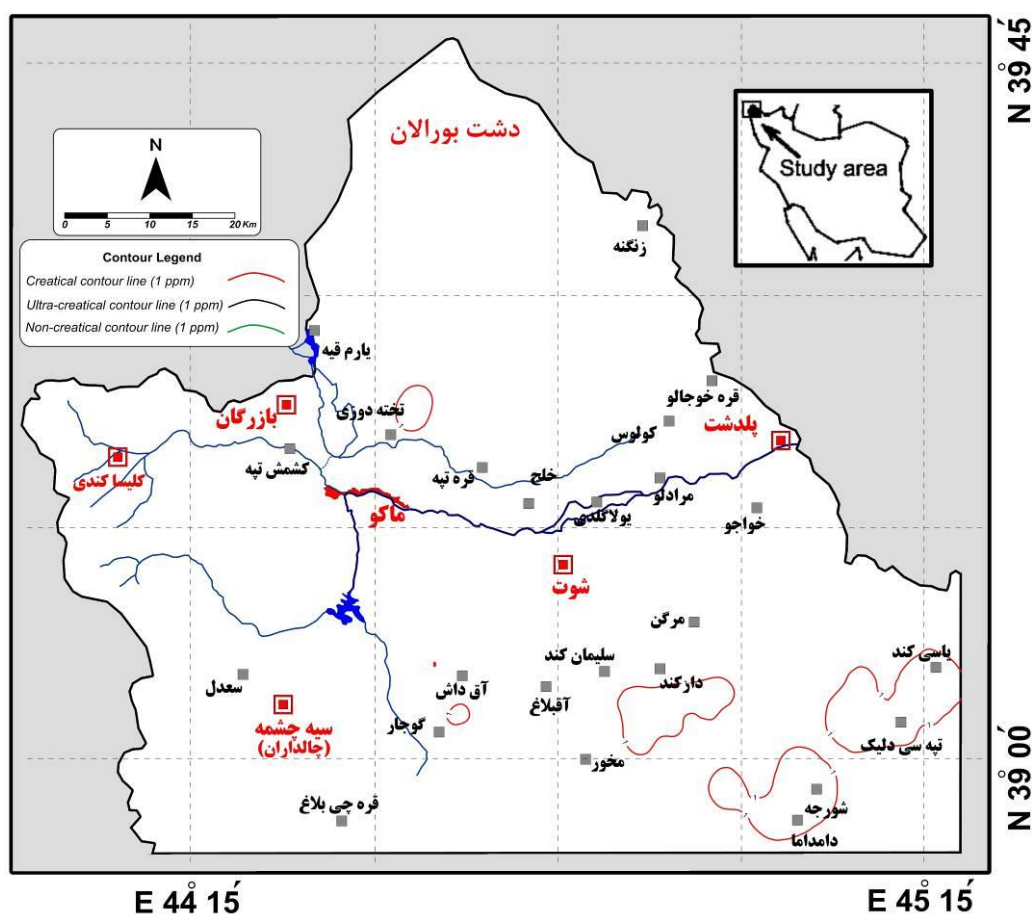 N 39° 45´
دشت بورالان
Study area
N
0 5 10 15 20 Km
زنگنه
Contour Legend
Creatical contour line (1 ppm)
Ultra-creatical contour line (1 ppm)
Non-creatical contour line (1 ppm)
یارم قیه
قره خوجالو
بازرگان
تخته دوزی
کولوس
پلدشت
کلیسا کندی
کشمش تپه
قره تپه
خلج
مرادلو
ماکو
یولاگلدی
خواجو
شوت
مرگن
سعدل
آق داش
سلیمان کند
دارکند
یاسی کند
آقبلاغ
سیه چشمه
(چالداران)
گوجار
تپه سی دلیک
مخور
N 39° 00´
شورجه
قره چی بلاغ
دامداما
E 44° 15´
E 45° 15´